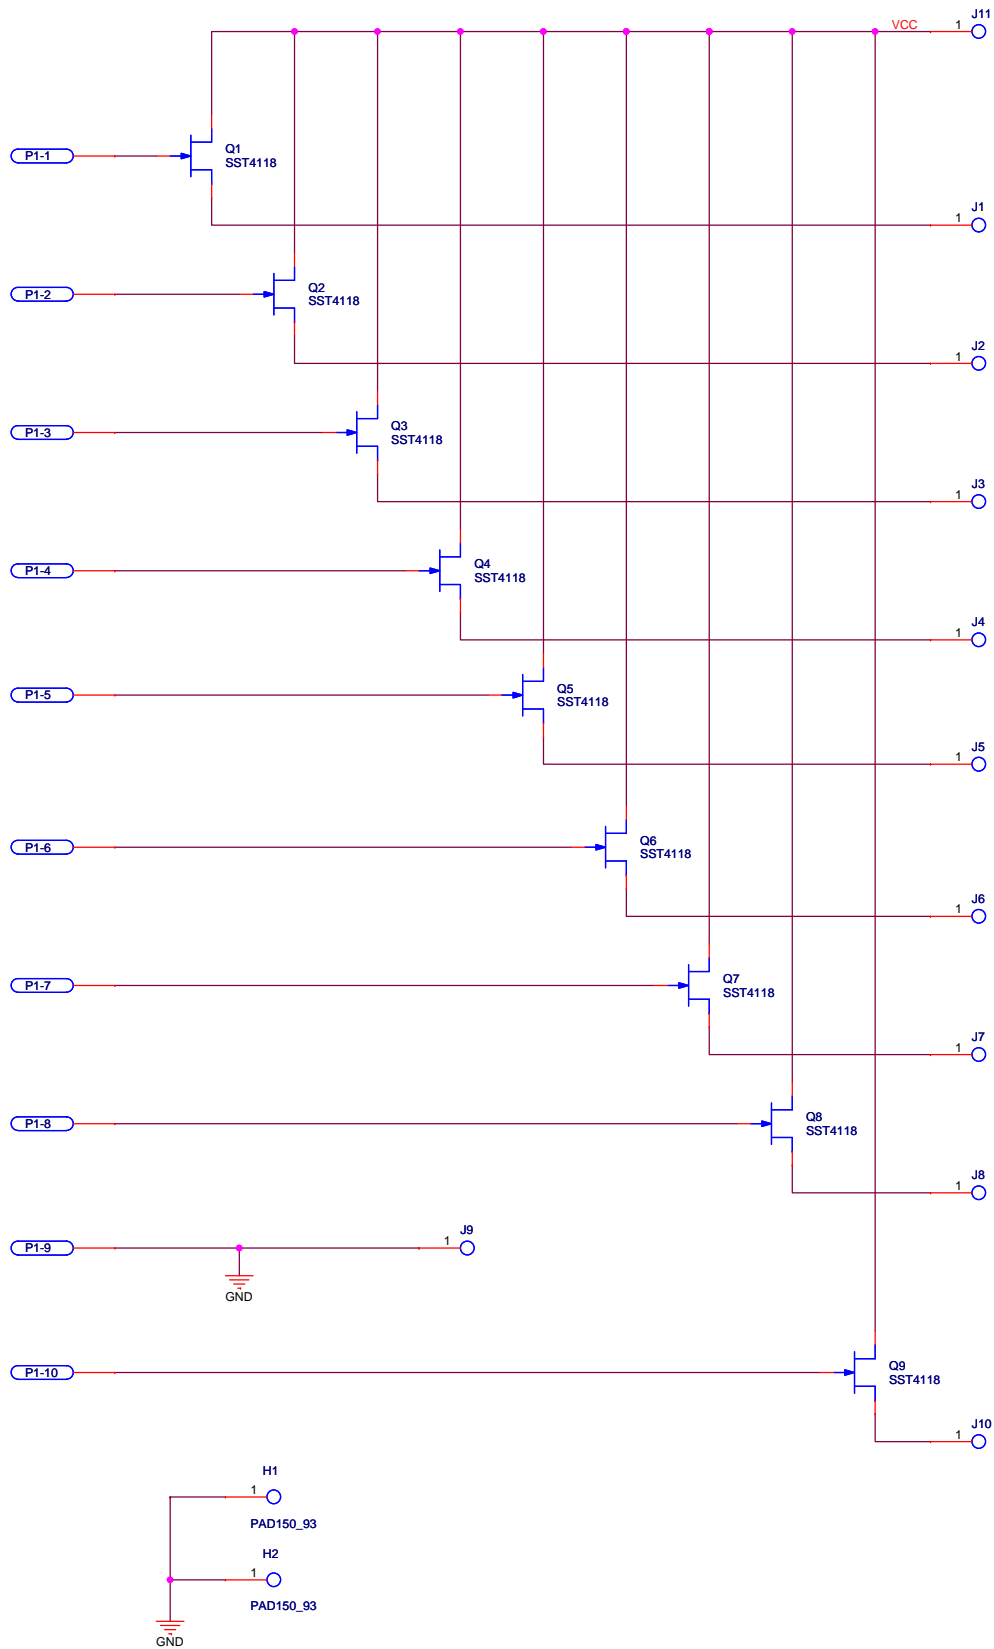 J11
VCC 1
P1-1
Q1
SST4118
J1
1
P1-2
Q2
SST4118
J2
1
P1-3
Q3
SST4118
J3
1
P1-4
Q4
SST4118
J4
1
P1-5
Q5
SST4118
J5
1
P1-6
Q6
SST4118
J6
1
P1-7
Q7
SST4118
J7
1
P1-8
Q8
SST4118
J8
1
P1-9
J9
1
GND
P1-10
Q9
SST4118
J10
1
H1
1
PAD150_93
H2
1
PAD150_93
GND